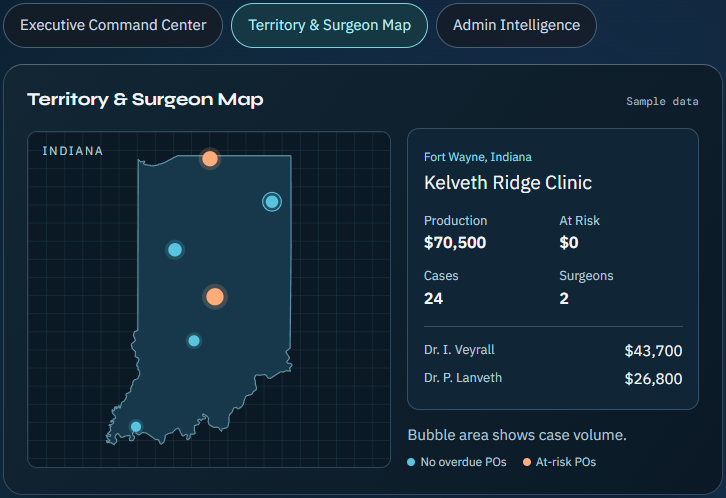 Executive Command Center
Territory & Surgeon Map
Admin Intelligence
Territory & Surgeon Map
Sample data
INDIANA
Fort Wayne, Indiana
Kelveth Ridge Clinic
Production
At Risk
$70,500
$0
Cases
Surgeons
24
2
Dr. I. Veyrall
$43,700
Dr. P. Lanveth
$26,800
Bubble area shows case volume.
No overdue POs
At-risk POs